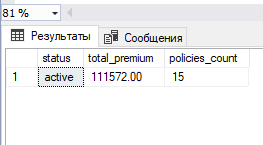 81 %
Результаты Сообщения
status total_premium policies_count
1 active 111572.00 15